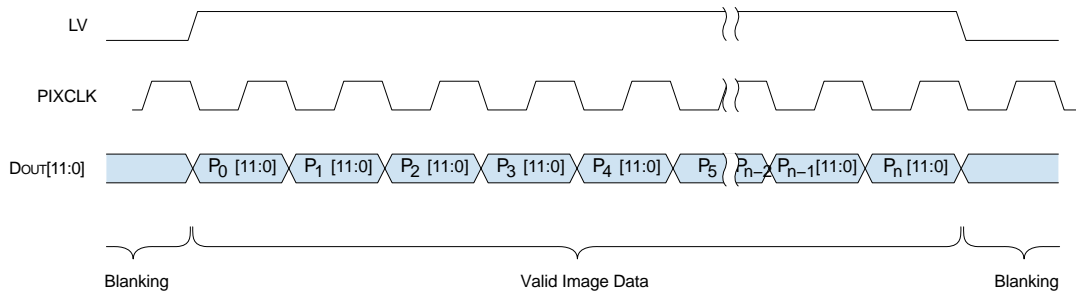 LV
PIXCLK
DOUT[11:0]
P0 [11:0] P1 [11:0] P2 [11:0] P3 [11:0] P4 [11:0] P5 Pn–2 Pn–1[11:0] Pn [11:0]
Blanking Valid Image Data Blanking